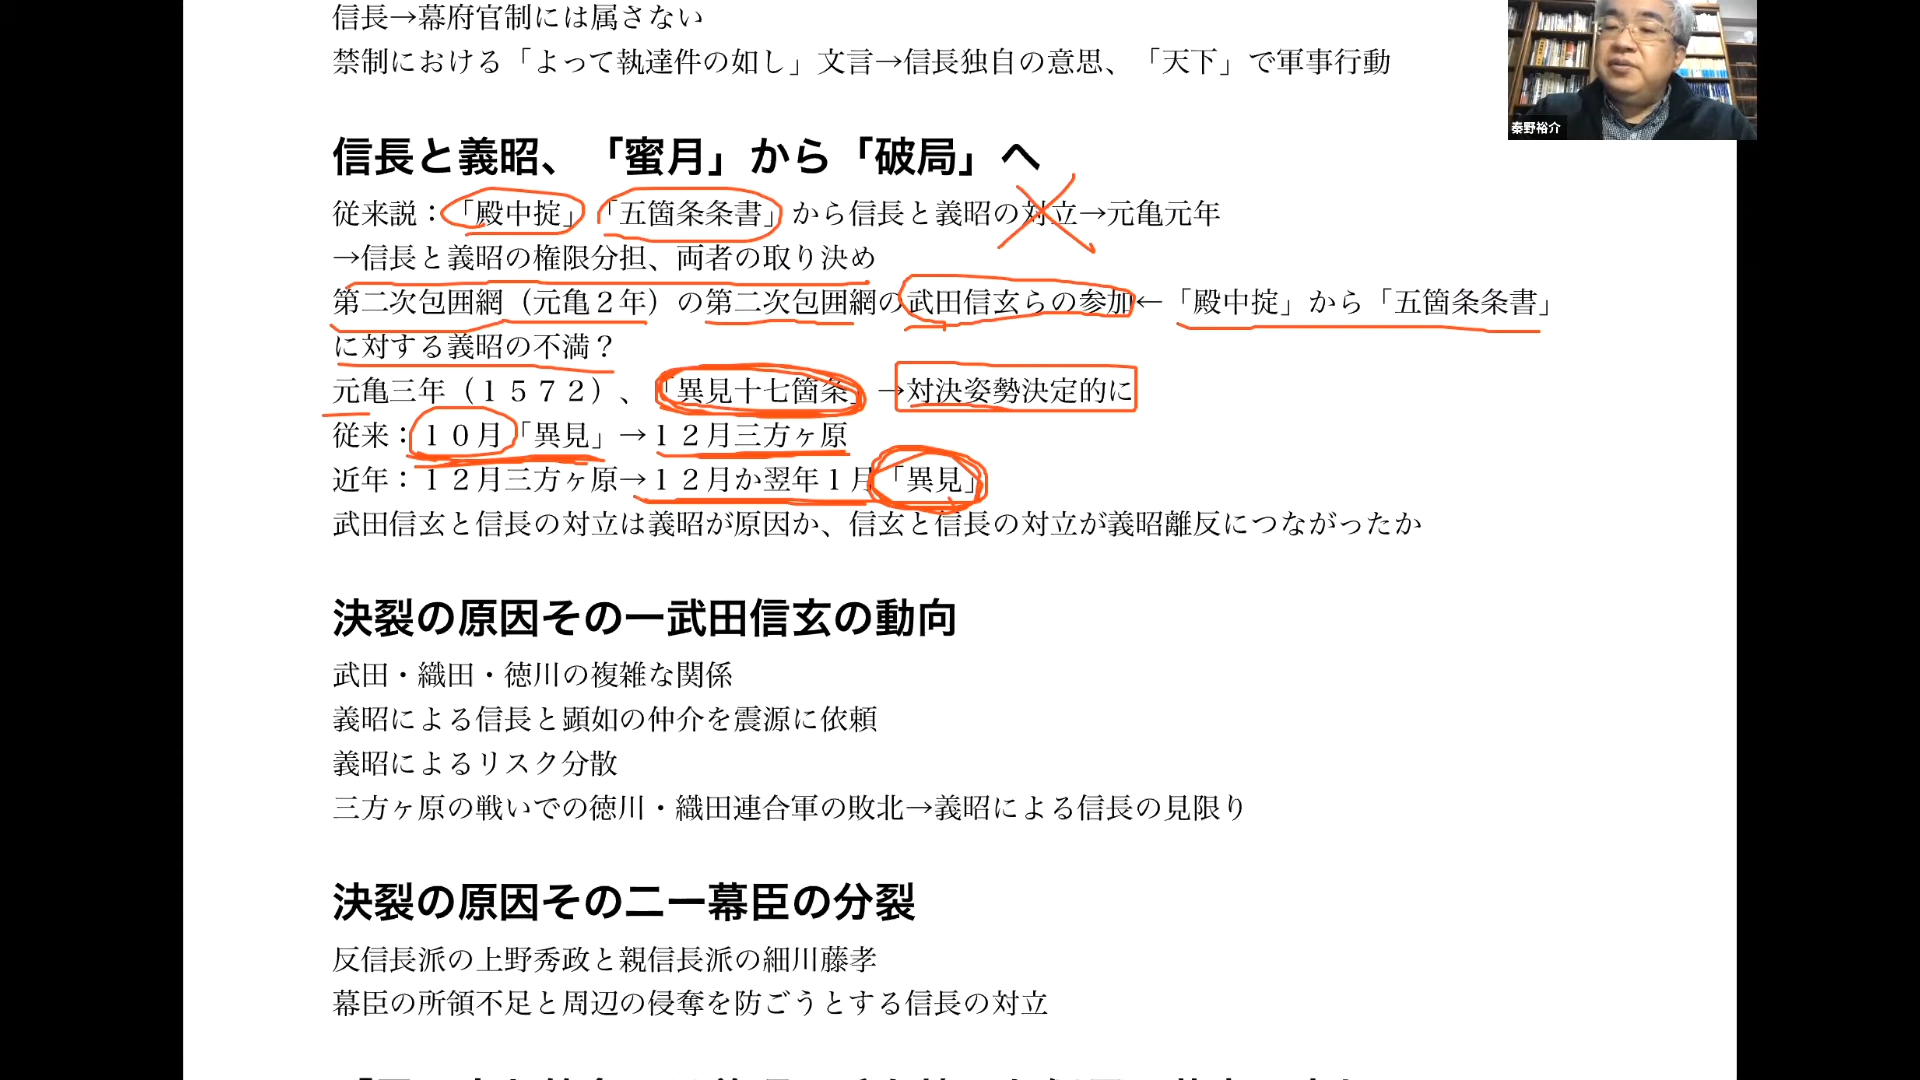 信長→幕府官制には属さない
禁制における「よって執達件の如し」文言→信長独自の意思、「天下」で軍事行動
秦野裕介
信長と義昭、「蜜月」から「破局」へ
従来説：「殿中掟」「五箇条条書」から信長と義昭の対立→元亀元年
→信長と義昭の権限分担、両者の取り決め
第二次包囲網（元亀２年）の第二次包囲網の武田信玄らの参加←「殿中掟」から「五箇条条書」
に対する義昭の不満？
元亀三年（１５７２）、「異見十七箇条」→対決姿勢決定的に
従来：１０月「異見」→１２月三方ヶ原
近年：１２月三方ヶ原→１２月か翌年１月「異見」
武田信玄と信長の対立は義昭が原因か、信玄と信長の対立が義昭離反につながったか
決裂の原因その一武田信玄の動向
武田・織田・徳川の複雑な関係
義昭による信長と顕如の仲介を震源に依頼
義昭によるリスク分散
三方ヶ原の戦いでの徳川・織田連合軍の敗北→義昭による信長の見限り
決裂の原因その二ー幕臣の分裂
反信長派の上野秀政と親信長派の細川藤孝
幕臣の所領不足と周辺の侵奪を防ごうとする信長の対立